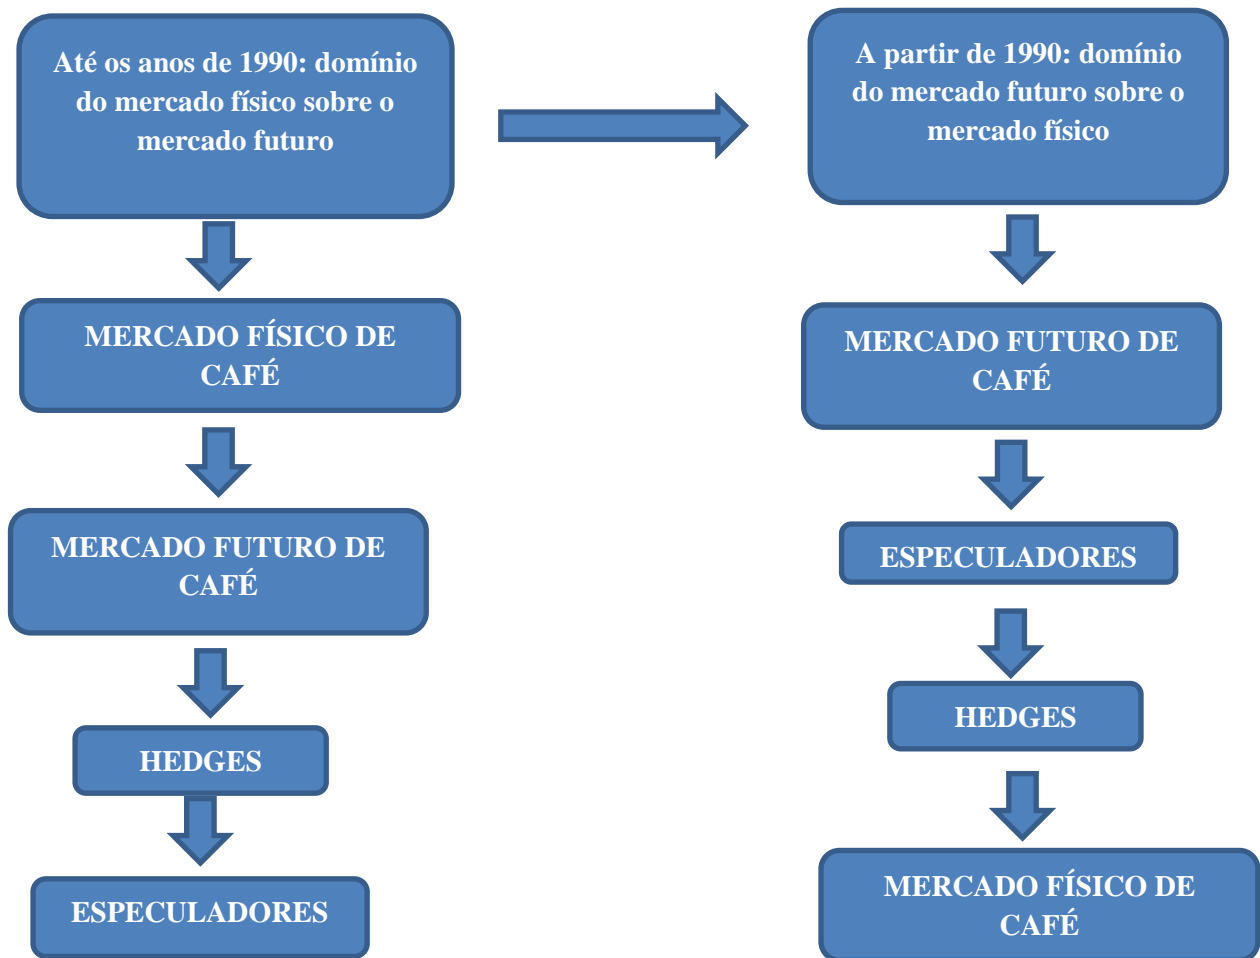 Até os anos de 1990: domínio
do mercado físico sobre o
mercado futuro
MERCADO FÍSICO DE
CAFÉ
MERCADO FUTURO DE
CAFÉ
HEDGES
ESPECULADORES
A partir de 1990: domínio
do mercado futuro sobre o
mercado físico
MERCADO FUTURO DE
CAFÉ
ESPECULADORES
HEDGES
MERCADO FÍSICO DE
CAFÉ